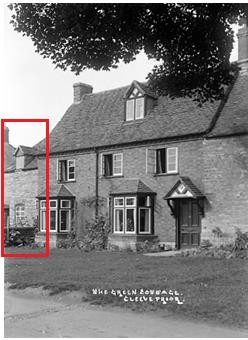 THE GREEN COTTAGE.
CLEEVE PRIOR.